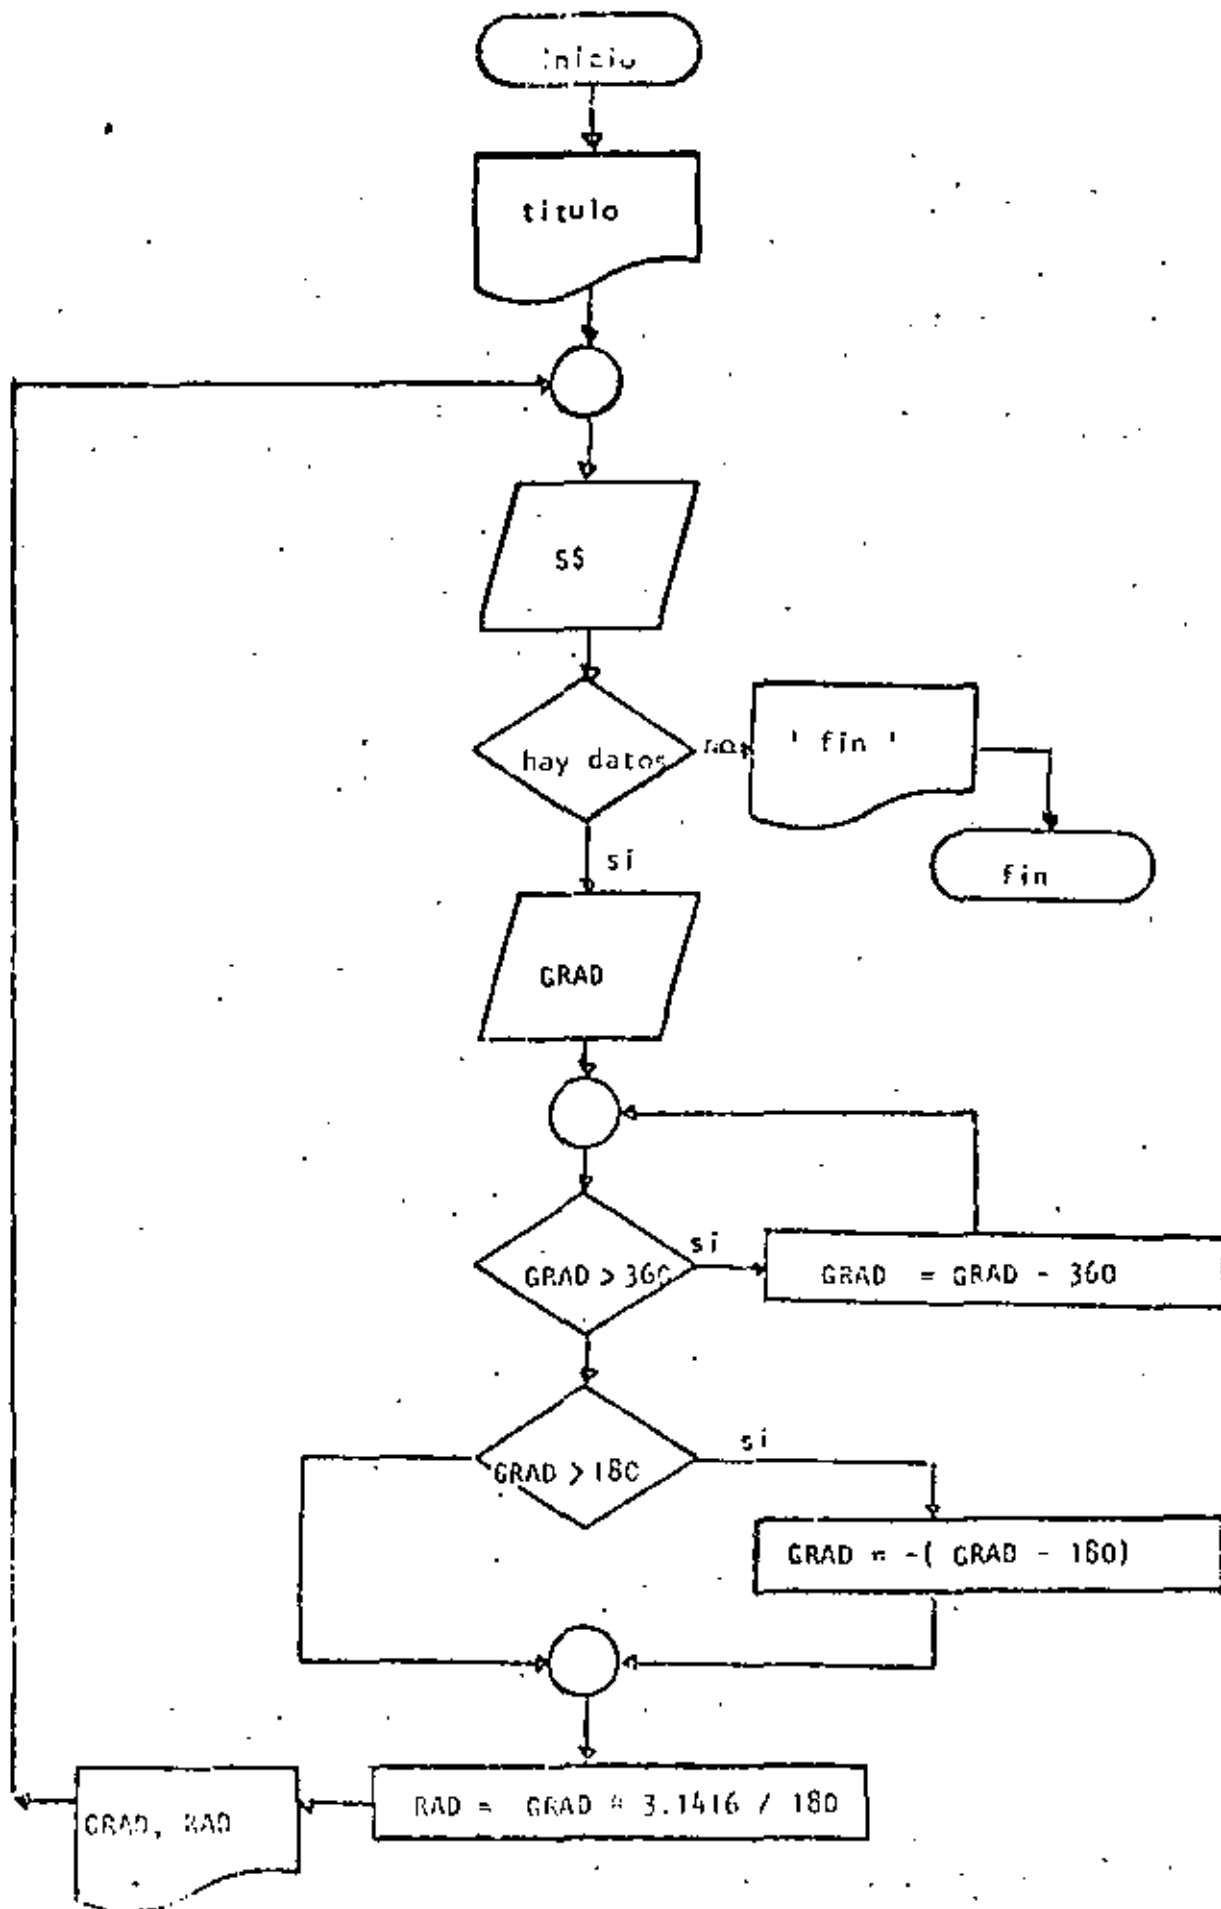 inicio
titulo
S$
hay datos
no
' fin '
fin
si
GRAD
GRAD > 360
si
GRAD = GRAD - 360
GRAD > 180
si
GRAD = -( GRAD - 180)
RAD = GRAD * 3.1416 / 180
GRAD, RAD